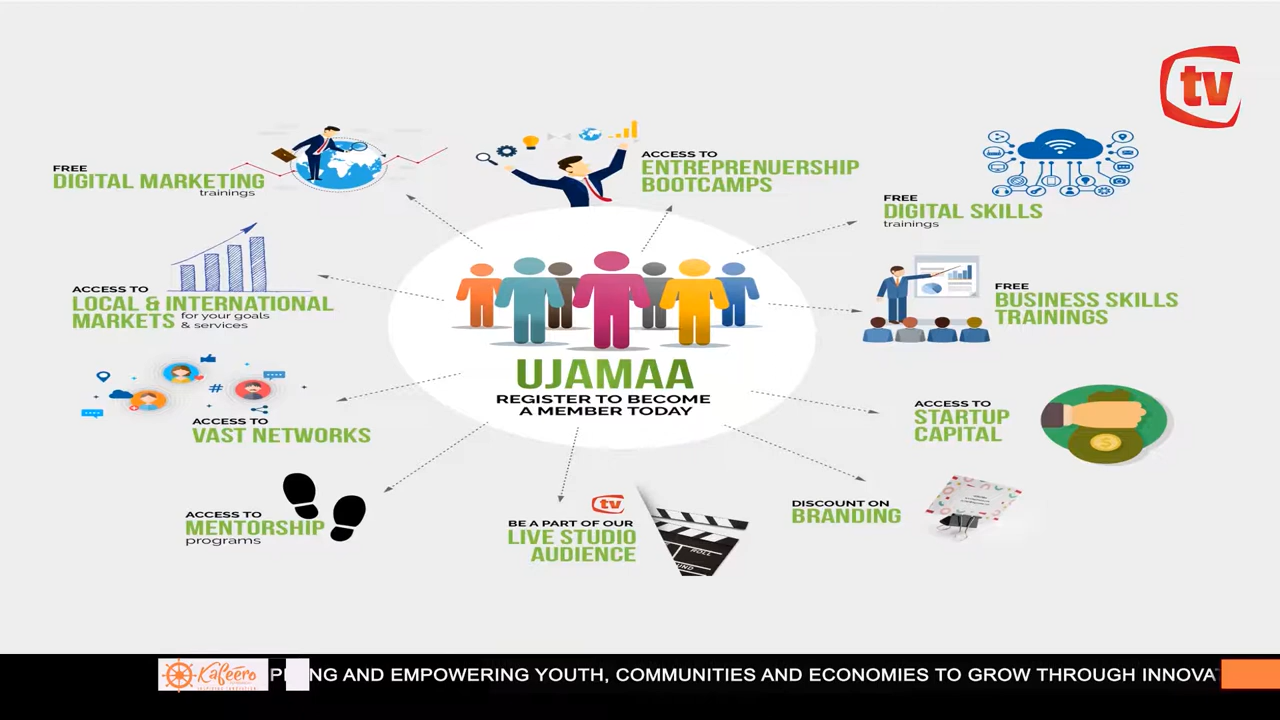 tv
FREE
DIGITAL MARKETING
trainings
ACCESS TO
ENTREPRENUERSHIP
BOOTCAMPS
FREE
DIGITAL SKILLS
trainings
ACCESS TO
LOCAL & INTERNATIONAL
MARKETS for your goals
& services
FREE
BUSINESS SKILLS
TRAININGS
UJAMAA
REGISTER TO BECOME
A MEMBER TODAY
#
ACCESS TO
VAST NETWORKS
ACCESS TO
STARTUP
CAPITAL
ACCESS TO
MENTORSHIP
programs
tv
BE A PART OF OUR
LIVE STUDIO
AUDIENCE
ROLL
DISCOUNT ON
BRANDING
Kafeero
NG AND EMPOWERING YOUTH, COMMUNITIES AND ECONOMIES TO GROW THROUGH INNOVA